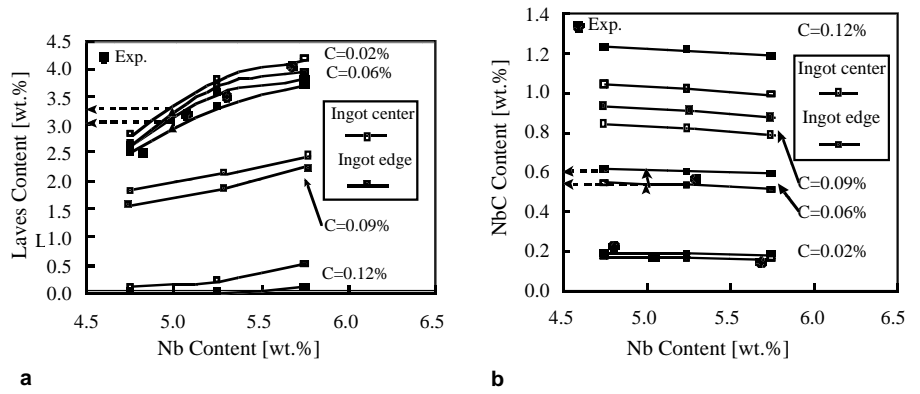 4.5
4.0
3.5
3.0
2.5
2.0
1.5
L1.0
0.5
0.0
Laves Content [wt.%]
Exp.
C=0.02%
C=0.06%
Ingot center
Ingot edge
C=0.09%
C=0.12%
4.5 5.0 5.5 6.0 6.5
Nb Content [wt.%]
a
1.4
1.2
1.0
0.8
0.6
0.4
0.2
0.0
NbC Content [wt.%]
Exp.
C=0.12%
Ingot center
Ingot edge
C=0.09%
C=0.06%
C=0.02%
4.5 5.0 5.5 6.0 6.5
Nb Content [wt.%]
b